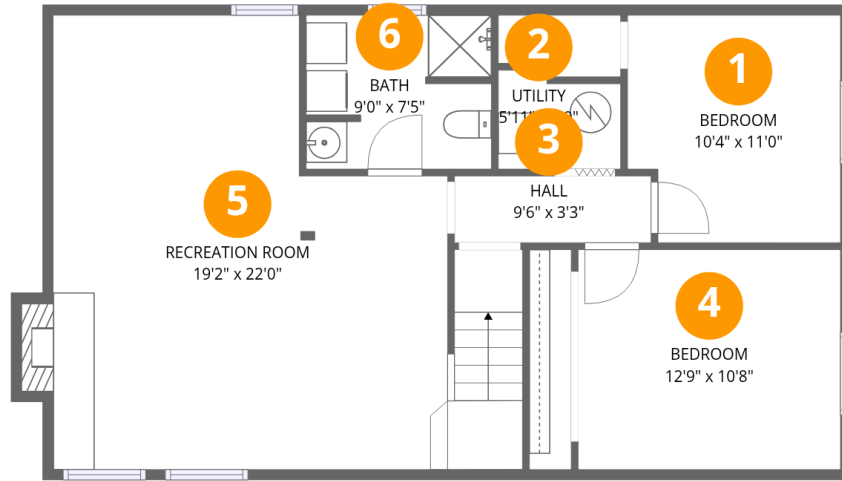 6
BATH
9'0" x 7'5"
2
UTILITY
3
1
BEDROOM
10'4" x 11'0"
HALL
9'6" x 3'3"
5
RECREATION ROOM
19'2" x 22'0"
4
BEDROOM
12'9" x 10'8"